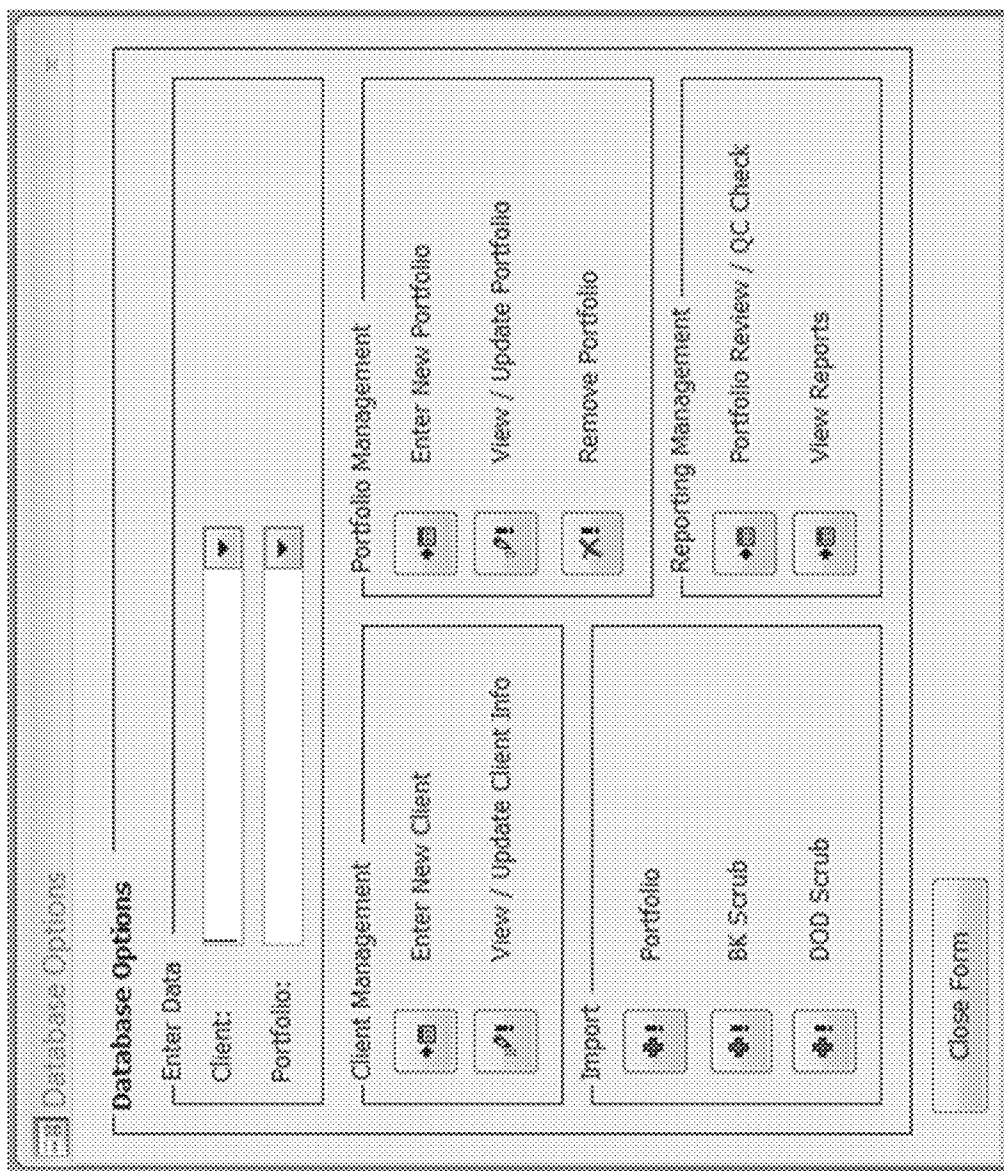 Database Options
Database Options
Enter Data
Client:
Portfolio:
Client Management
Enter New Client
View / Update Client Info
Portfolio Management
Enter New Portfolio
View / Update Portfolio
Remove Portfolio
Import
Portfolio
BK Scrub
DOD Scrub
Reporting Management
Portfolio Review / QC Check
View Reports
Close Form